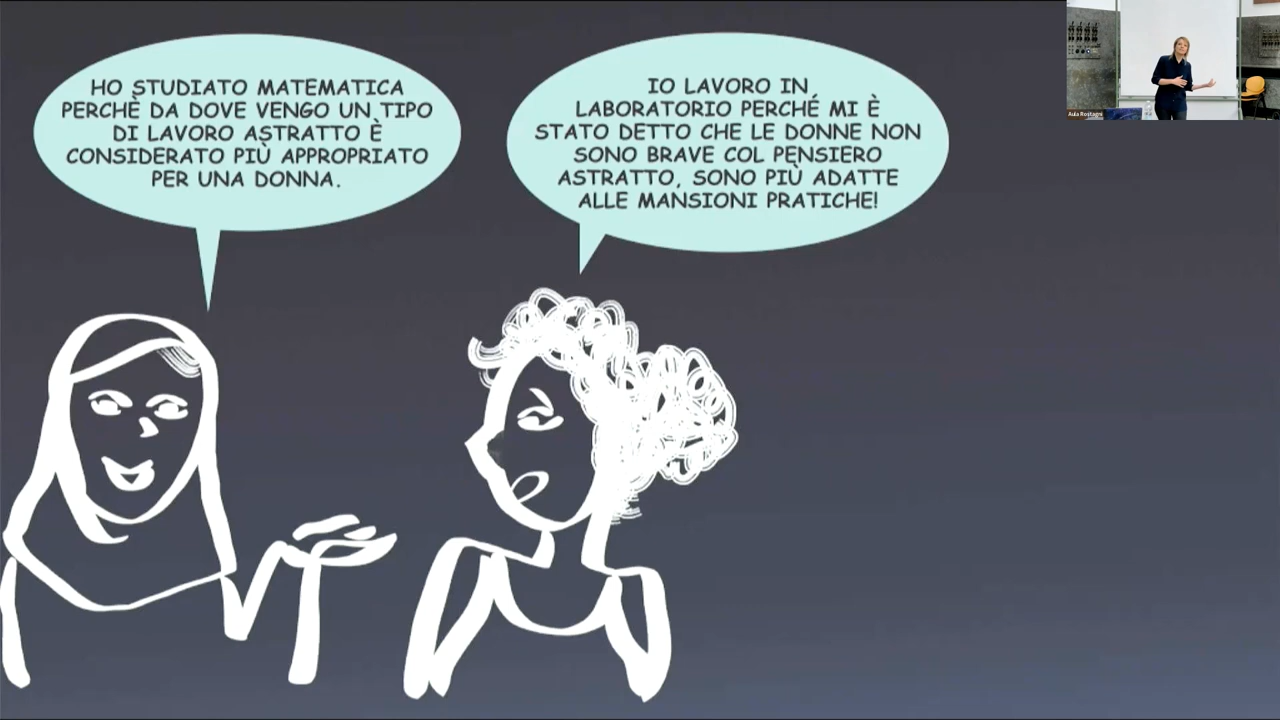 HO STUDIATO MATEMATICA
PERCHÈ DA DOVE VENGO UN TIPO
DI LAVORO ASTRATTO È
CONSIDERATO PIÙ APPROPRIATO
PER UNA DONNA.
IO LAVORO IN
LABORATORIO PERCHÉ MI È
STATO DETTO CHE LE DONNE NON
SONO BRAVE COL PENSIERO
ASTRATTO, SONO PIÙ ADATTE
ALLE MANSIONI PRATICHE!
Aula Rostagni